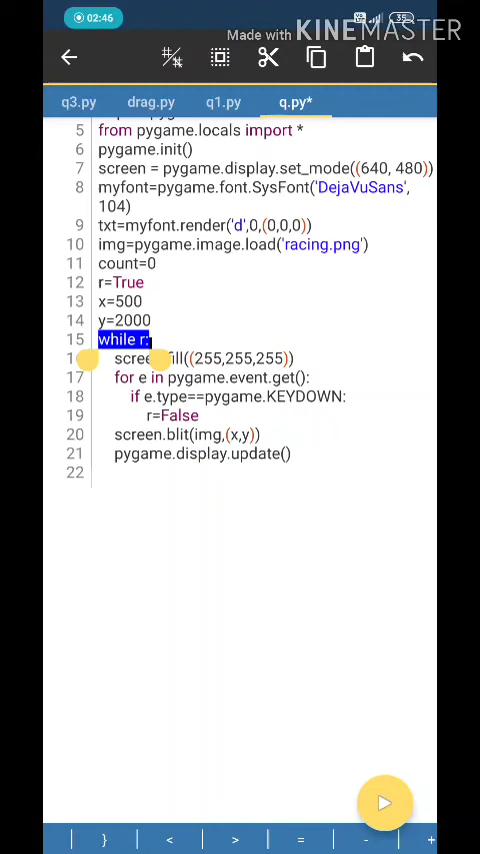 02:46
35
Made with KINEMASTER
q3.py drag.py q1.py q.py*
5 from pygame.locals import *
6 pygame.init()
7 screen = pygame.display.set_mode((640, 480))
8 myfont=pygame.font.SysFont('DejaVuSans',
104)
9 txt=myfont.render('d',0,(0,0,0))
10 img=pygame.image.load('racing.png')
11 count=0
12 r=True
13 x=500
14 y=2000
15 while r:
screen.fill((255,255,255))
17 for e in pygame.event.get():
18 if e.type==pygame.KEYDOWN:
19 r=False
20 screen.blit(img,(x,y))
21 pygame.display.update()
22
} < > = - +